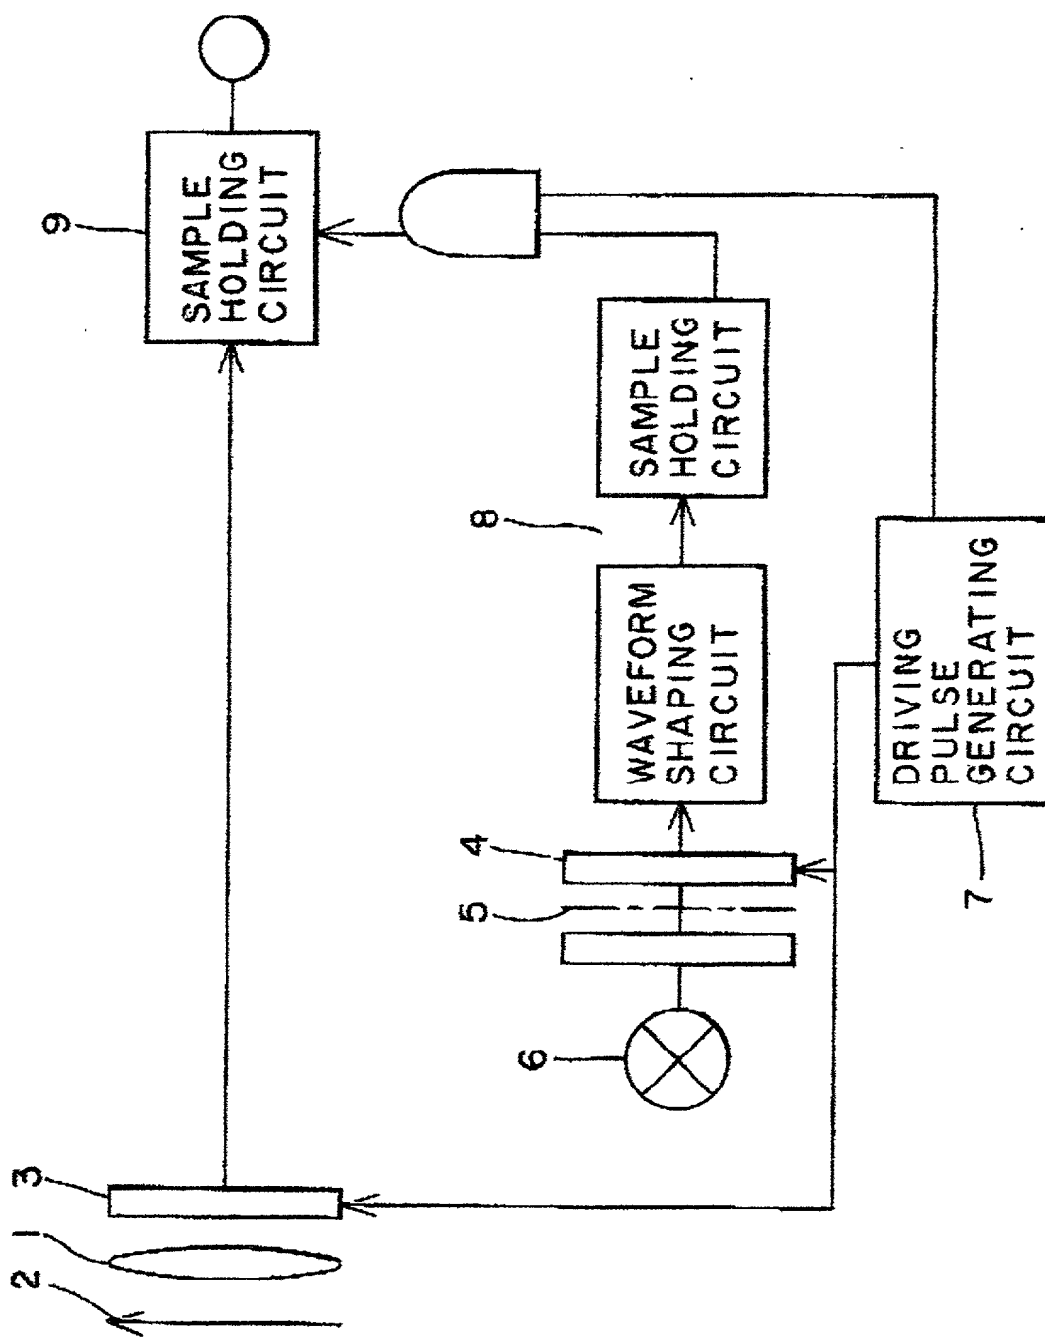 2
1
3
9
SAMPLE
HOLDING
CIRCUIT
6
5
4
8
WAVEFORM
SHAPING
CIRCUIT
SAMPLE
HOLDING
CIRCUIT
7
DRIVING
PULSE
GENERATING
CIRCUIT